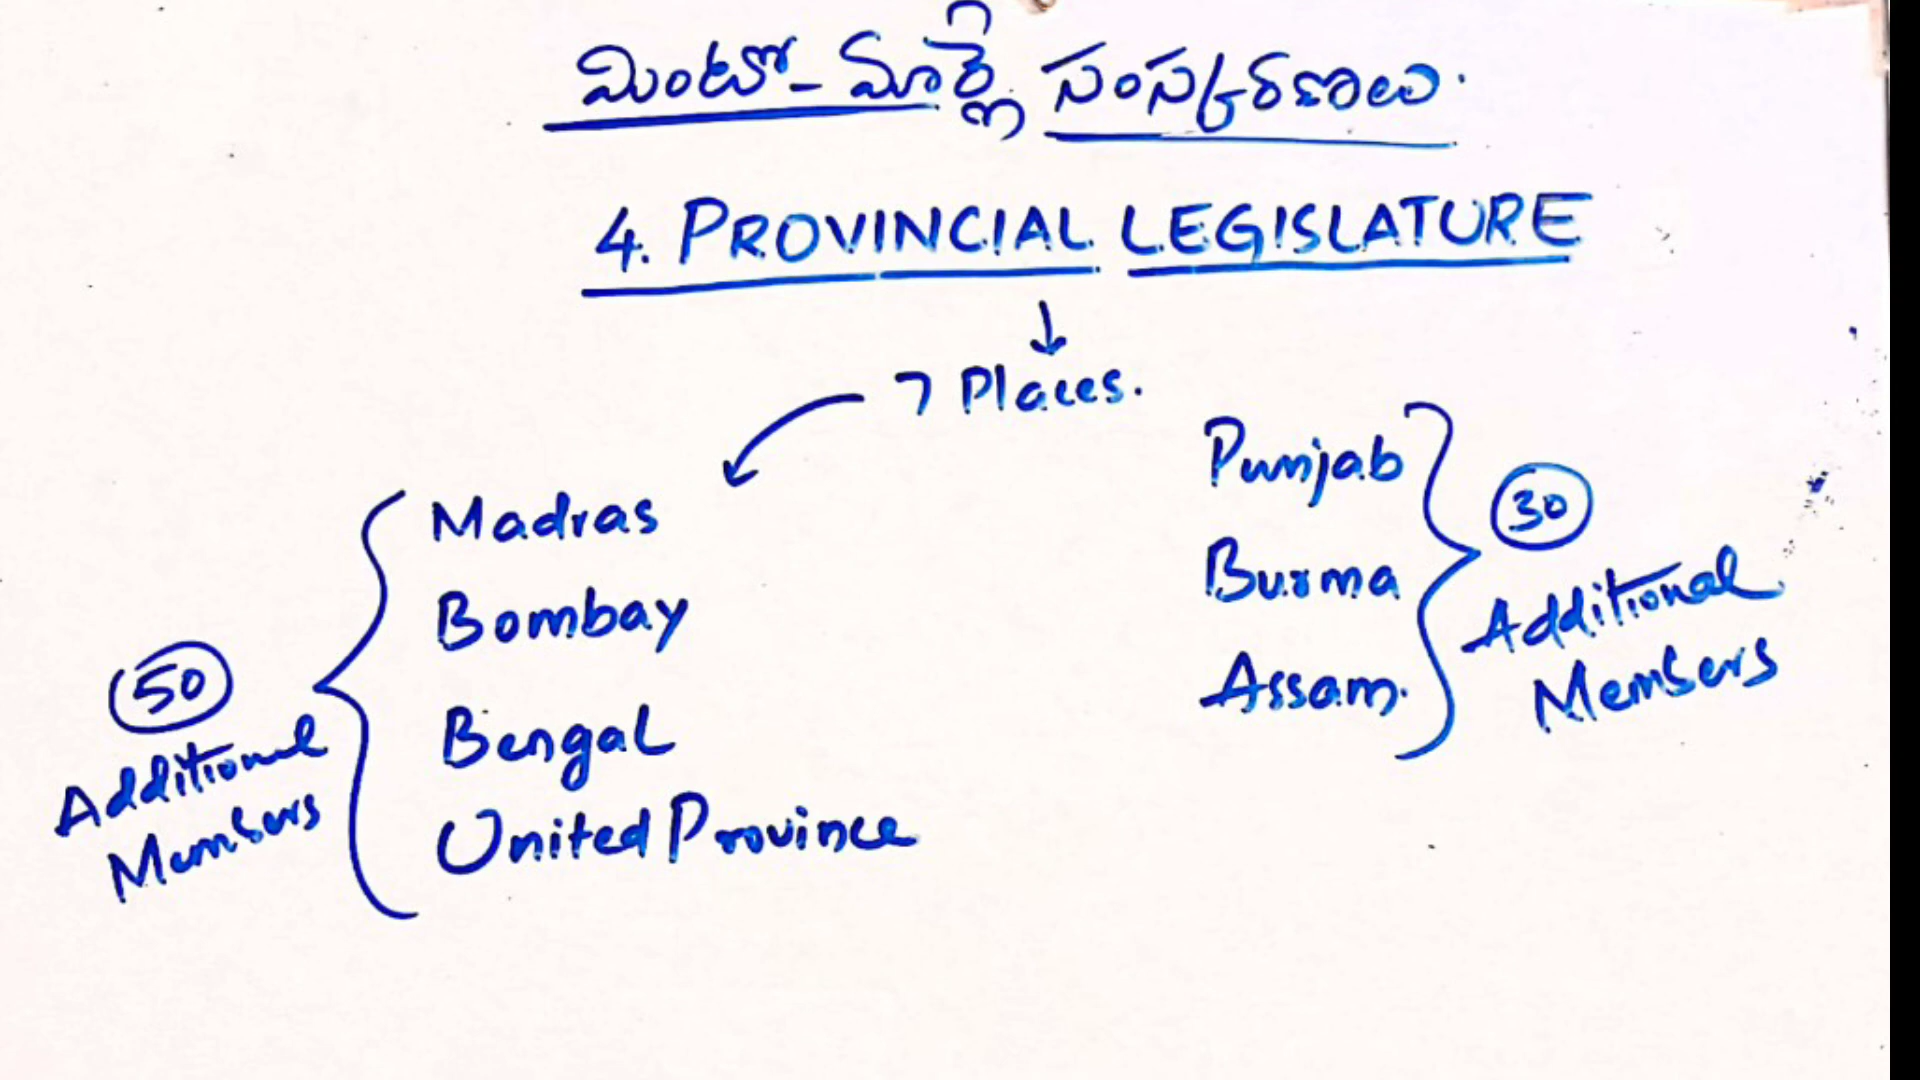 మింటో - మార్లే సంస్కరణలు.
4. PROVINCIAL LEGISLATURE
7 Places.
Madras
Bombay
Bengal
United Province
50
Additional
Members
Punjab
Burma
Assam.
30
Additional
Members